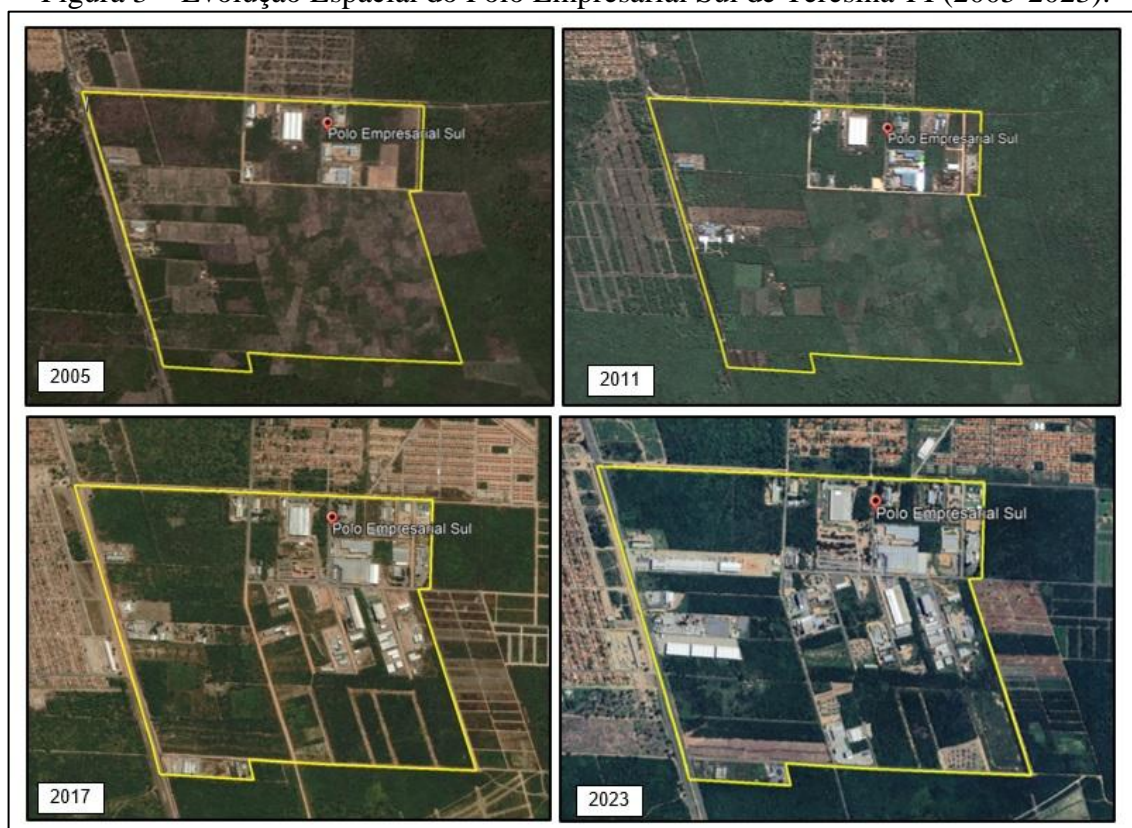 Figura – Evolução Espacial do Polo Empresarial Sul de Teresina-PI (2005-2023).
Polo Empresarial Sul
2005
Polo Empresarial Sul
2011
Polo Empresarial Sul
2017
Polo Empresarial Sul
2023